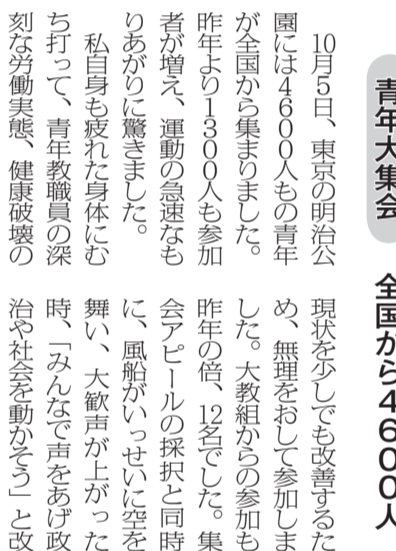 青年大集会　全国から4600人
10月5日、東京の明治公
園には4600人もの青年
が全国から集まりました。
昨年より1300人も参加
者が増え、運動の急速なも
りあがりに驚きました。
私自身も疲れた身体にむ
ち打って、青年教職員の深
刻な労働実態、健康破壊の
現状を少しでも改善するた
め、無理をおして参加しま
した。大教組からの参加も
昨年の倍、12名でした。集
会アピールの採択と同時
に、風船がいっせいに空を
舞い、大歓声が上がった
時、「みんなで声をあげ政
治や社会を動かそう」と改